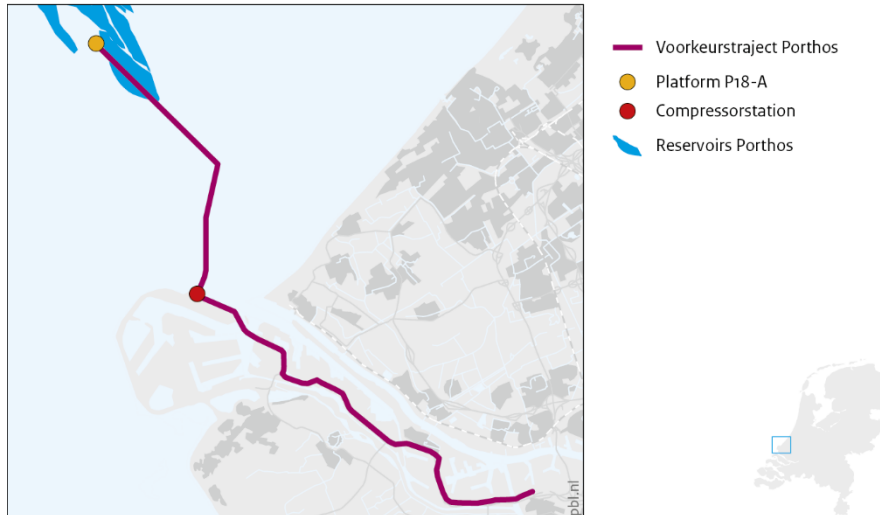 Voorkeurstraject Porthos
Platform P18-A
Compressorstation
Reservoirs Porthos
pbl.nl